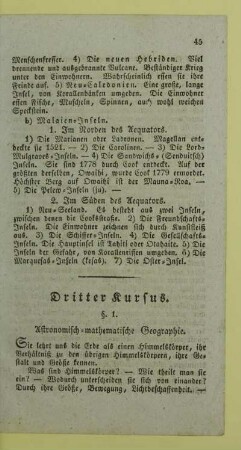 45
Menschenfresser. 4) Die neuen Hebriden. Viel
brennende und ausgebrannte Vulcane. Beständiger Krieg
unter den Einwohnern. Wahrscheinlich essen sie ihre
Feinde auf. 5) Neu-Caledonien. Eine große, lange
Insel, von Korallenbänken umgeben. Die Einwohner
essen Fische, Muscheln, Spinnen, auch wohl weichen
Speckstein.
b) Malaien-Inseln.
1. Im Norden des Aequators.
1) Die Marianen oder Ladronen. Magellan ent-
deckte sie 1521. — 2) Die Carolinen. — 3) Die Lord-
Mulgraves-Inseln. — 4) Die Sandwichs (Sänduitsch)
Inseln. Sie sind 1778 durch Cook entdeckt. Auf der
größten derselben, Owaihi, wurde Cook 1779 ermordet.
Höchster Berg auf Owaihi ist der Mauna-Roa. —
5) Die Pelew-Inseln —
2. Im Süden des Aequators.
1) Neu-Seeland. Es besteht aus zwei Inseln,
zwischen denen die Cooksstraße. 2) Die Freundschafts-
Inseln. Die Einwohner zeichnen sich durch Kunstfleiß
aus. 3) Die Schiffer-Inseln. 4) Die Gesellschafts-
Inseln. Die Hauptinsel ist Tahiti oder Otahaite. 5) Die
Inseln der Gefahr, von Korallenriffen umgeben. 6) Die
Marquesas-Inseln 7) Die Oster-Insel.
Dritter Kursus.
§. 1.
Astronomisch-mathematische Geographie.
Sie lehrt uns die Erde als einen Himmelskörper, ihr
Verhältniß zu den übrigen Himmelskörpern, ihre Ge-
stalt und Größe kennen.
Was sind Himmelskörper? — Wie theilt man sie
ein? — Wodurch unterscheiden sie sich von einander?
Durch ihre Größe, Bewegung, Lichtbeschaffenheit. —